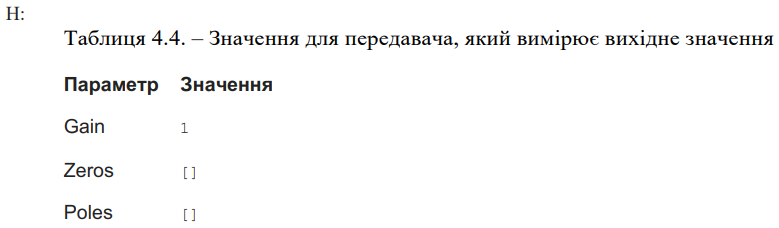 H:
Таблиця 4.4. – Значення для передавача, який вимірює вихідне значення
Параметр Значення
Gain 1
Zeros []
Poles []